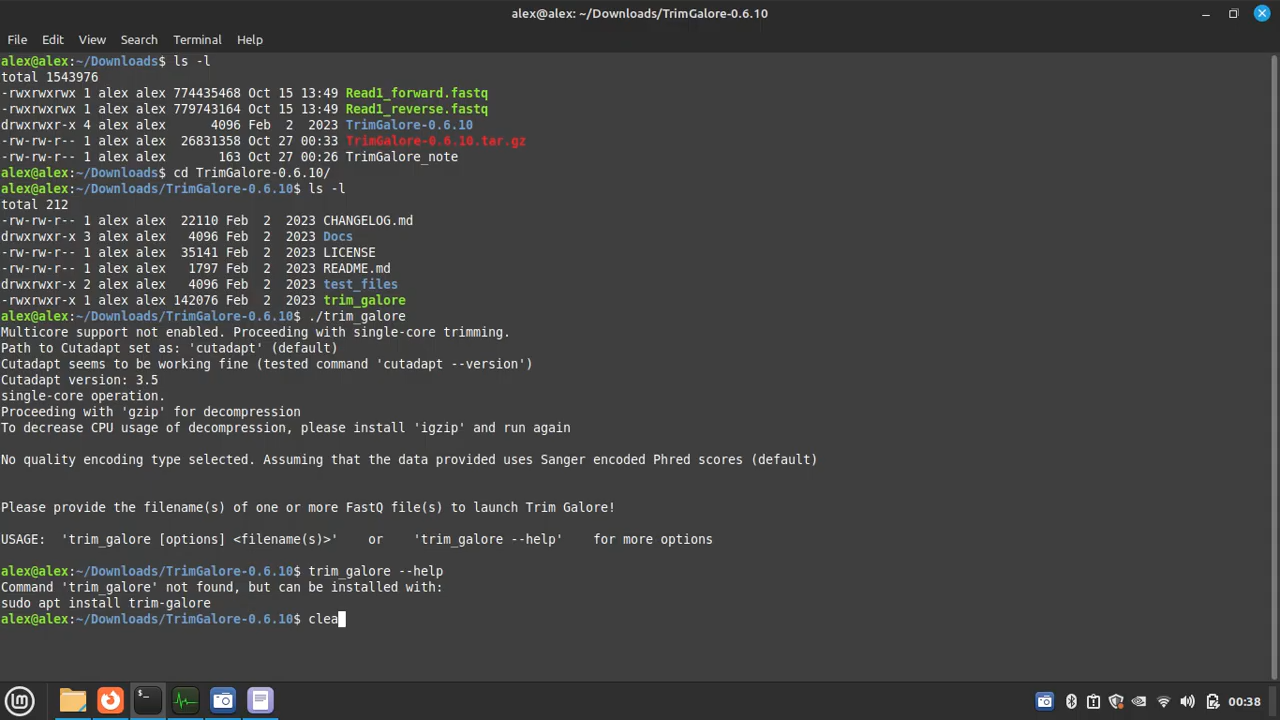 alex@alex: ~/Downloads/TrimGalore-0.6.10
File Edit View Search Terminal Help
alex@alex:~/Downloads$ ls -l
total 1543976
-rwxrwxrwx 1 alex alex 774435468 Oct 15 13:49 Read1_forward.fastq
-rwxrwxrwx 1 alex alex 779743164 Oct 15 13:49 Read1_reverse.fastq
drwxrwxr-x 4 alex alex      4096 Feb  2  2023 TrimGalore-0.6.10
-rw-rw-r-- 1 alex alex  26831358 Oct 27 00:33 TrimGalore-0.6.10.tar.gz
-rw-rw-r-- 1 alex alex       163 Oct 27 00:26 TrimGalore_note
alex@alex:~/Downloads$ cd TrimGalore-0.6.10/
alex@alex:~/Downloads/TrimGalore-0.6.10$ ls -l
total 212
-rw-rw-r-- 1 alex alex  22110 Feb  2  2023 CHANGELOG.md
drwxrwxr-x 3 alex alex   4096 Feb  2  2023 Docs
-rw-rw-r-- 1 alex alex  35141 Feb  2  2023 LICENSE
-rw-rw-r-- 1 alex alex   1797 Feb  2  2023 README.md
drwxrwxr-x 2 alex alex   4096 Feb  2  2023 test_files
-rwxrwxr-x 1 alex alex 142076 Feb  2  2023 trim_galore
alex@alex:~/Downloads/TrimGalore-0.6.10$ ./trim_galore
Multicore support not enabled. Proceeding with single-core trimming.
Path to Cutadapt set as: 'cutadapt' (default)
Cutadapt seems to be working fine (tested command 'cutadapt --version')
Cutadapt version: 3.5
single-core operation.
Proceeding with 'gzip' for decompression
To decrease CPU usage of decompression, please install 'igzip' and run again
No quality encoding type selected. Assuming that the data provided uses Sanger encoded Phred scores (default)
Please provide the filename(s) of one or more FastQ file(s) to launch Trim Galore!
USAGE:  'trim_galore [options] <filename(s)>'    or    'trim_galore --help'    for more options
alex@alex:~/Downloads/TrimGalore-0.6.10$ trim_galore --help
Command 'trim_galore' not found, but can be installed with:
sudo apt install trim-galore
alex@alex:~/Downloads/TrimGalore-0.6.10$ clea
00:38